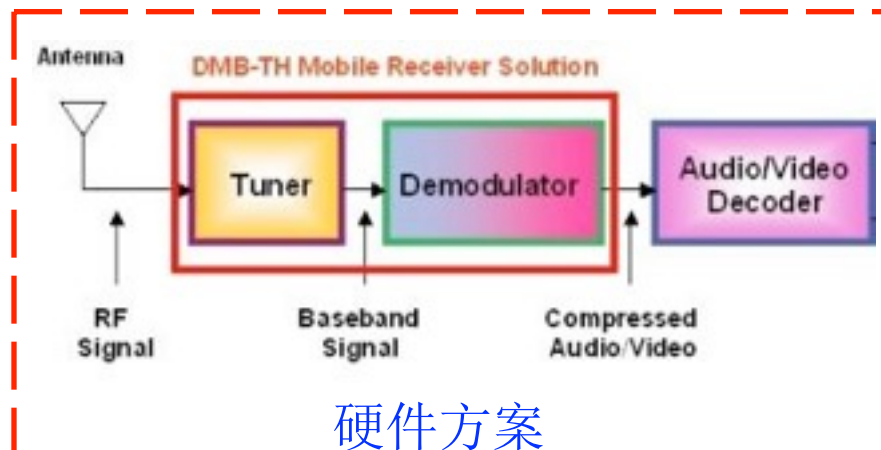 Antenna
DMB-TH Mobile Receiver Solution
Tuner
Demodulator
Audio/Video
Decoder
RF
Signal
Baseband
Signal
Compressed
Audio/Video
硬件方案